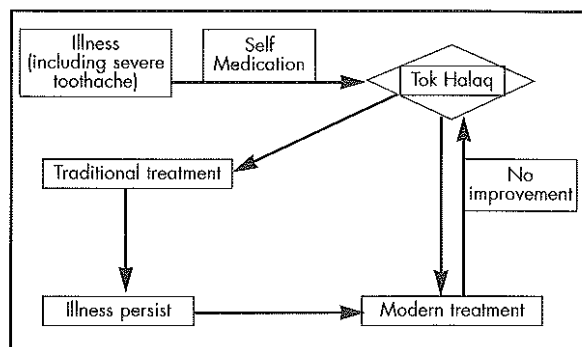 Illness
(including severe
toothache)
Self
Medication
Tok Halaq
Traditional treatment
No
improvement
Illness persist
Modern treatment